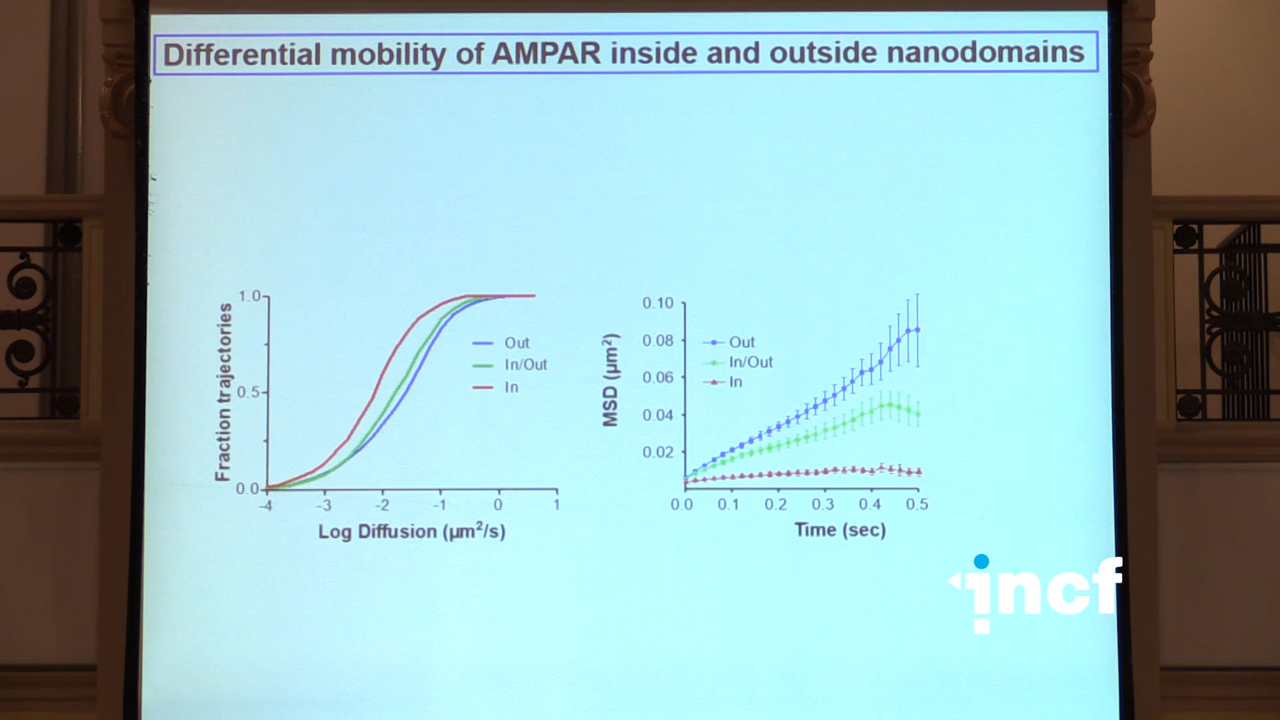 Differential mobility of AMPAR inside and outside nanodomains
Fraction trajectories
1.0
0.5
0.0
-4 -3 -2 -1 0 1
Log Diffusion (µm²/s)
Out
In/Out
In
MSD (µm²)
0.10
0.08
0.06
0.04
0.02
0.0 0.1 0.2 0.3 0.4 0.5
Time (sec)
Out
In/Out
In
incf